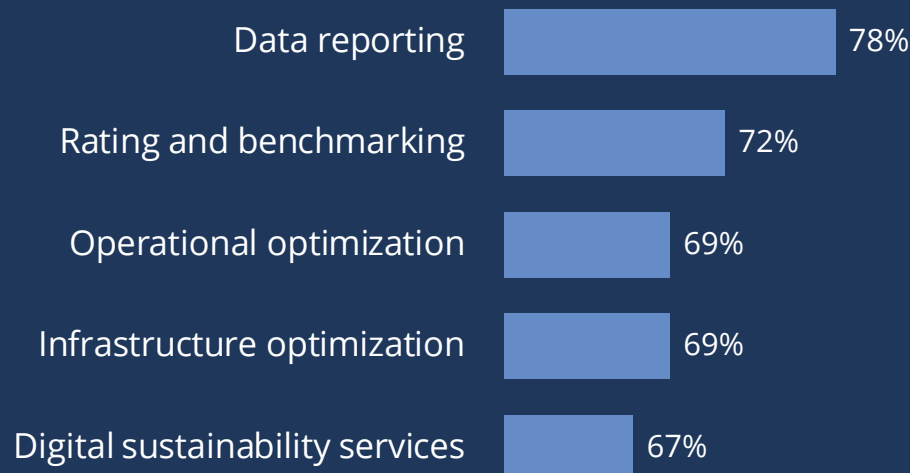 Data reporting 78%
Rating and benchmarking 72%
Operational optimization 69%
Infrastructure optimization 69%
Digital sustainability services 67%